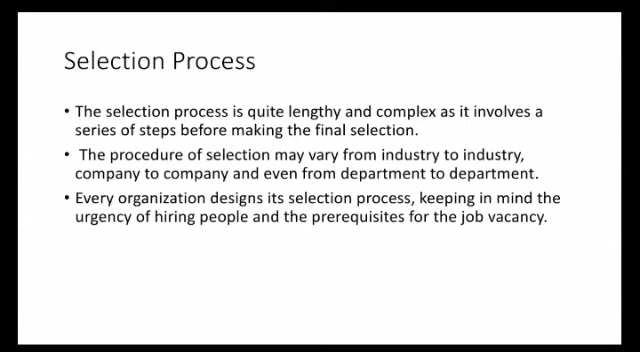 Selection Process
• The selection process is quite lengthy and complex as it involves a
series of steps before making the final selection.
• The procedure of selection may vary from industry to industry,
company to company and even from department to department.
• Every organization designs its selection process, keeping in mind the
urgency of hiring people and the prerequisites for the job vacancy.